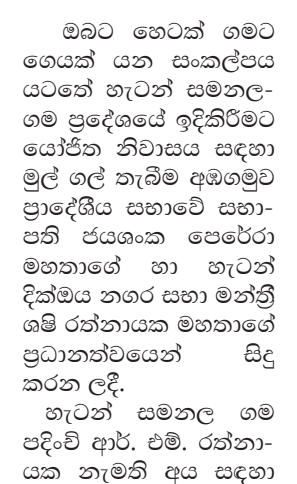 ඔබට හෙටක් ගමට
ගෙයක් යන සංකල්පය
යටතේ හැටන් සමනල-
ගම ප්‍රදේශයේ ඉදිකිරීමට
යෝජිත නිවාසය සඳහා
මුල් ගල් තැබීම අඹගමුව
ප්‍රාදේශීය සභාවේ සභා-
පති ජයශංක පෙරේරා
මහතාගේ හා හැටන්
දික්ඔය නගර සභා මන්ත්‍රී
ශෂි රත්නායක මහතාගේ
ප්‍රධානත්වයෙන් සිදු
කරන ලදී.
හැටන් සමනල ගම
පදිංචි ආර්. එම්. රත්නා-
යක නැමති අය සඳහා